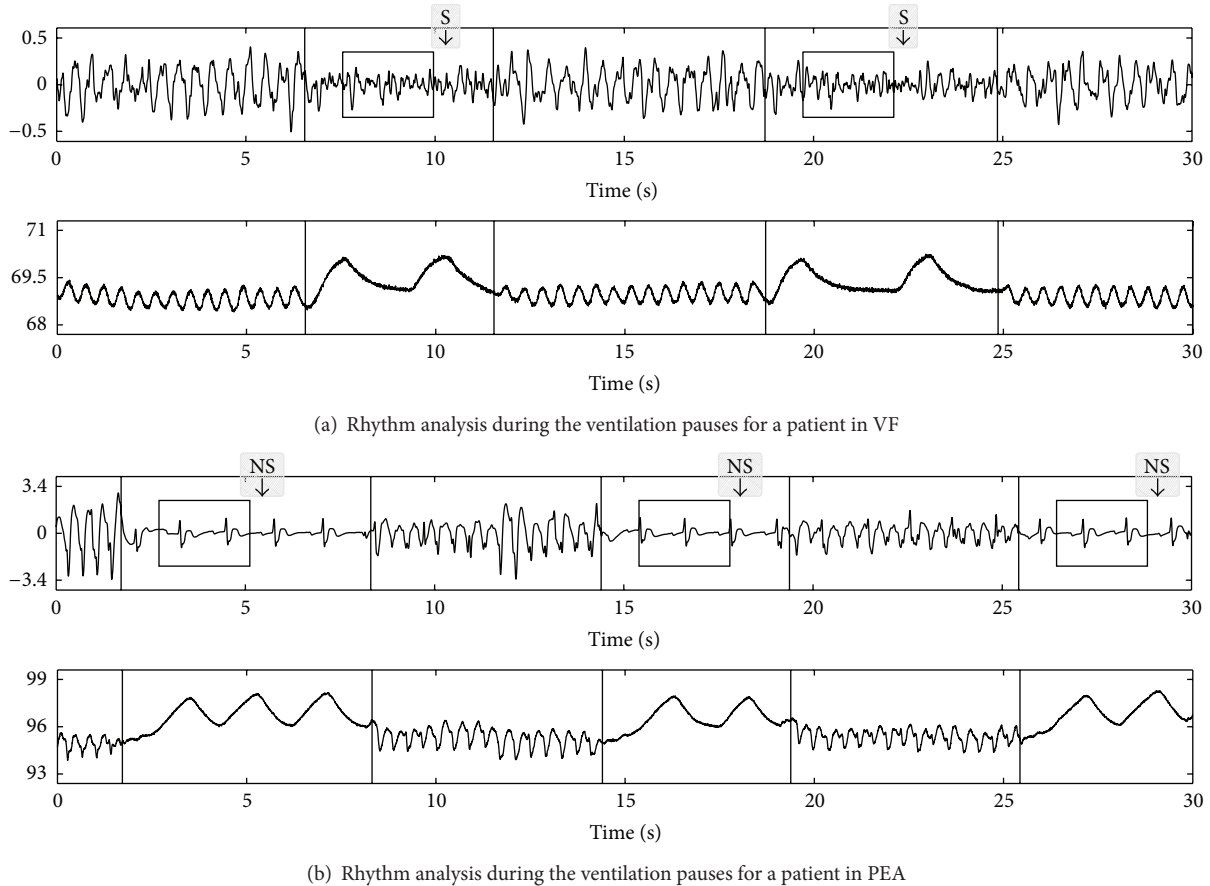 S S
0.5
0
−0.5
0 5 10 15 20 25 30
Time (s)
71
69.5
68
0 5 10 15 20 25 30
Time (s)
(a) Rhythm analysis during the ventilation pauses for a patient in VF
NS NS NS
3.4
0
−3.4
0 5 10 15 20 25 30
Time (s)
99
96
93
0 5 10 15 20 25 30
Time (s)
(b) Rhythm analysis during the ventilation pauses for a patient in PEA